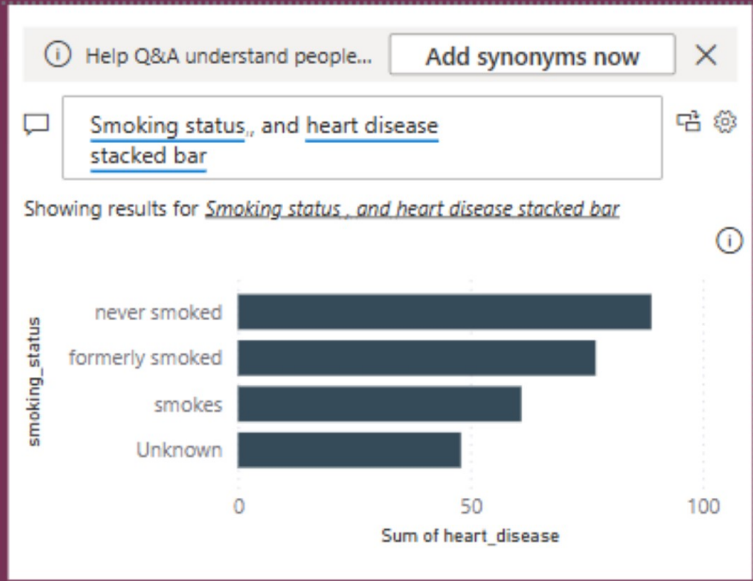 Help Q&A understand people... Add synonyms now
Smoking status,, and heart disease
stacked bar
Showing results for Smoking status , and heart disease stacked bar
smoking_status
never smoked
formerly smoked
smokes
Unknown
0 50 100
Sum of heart_disease